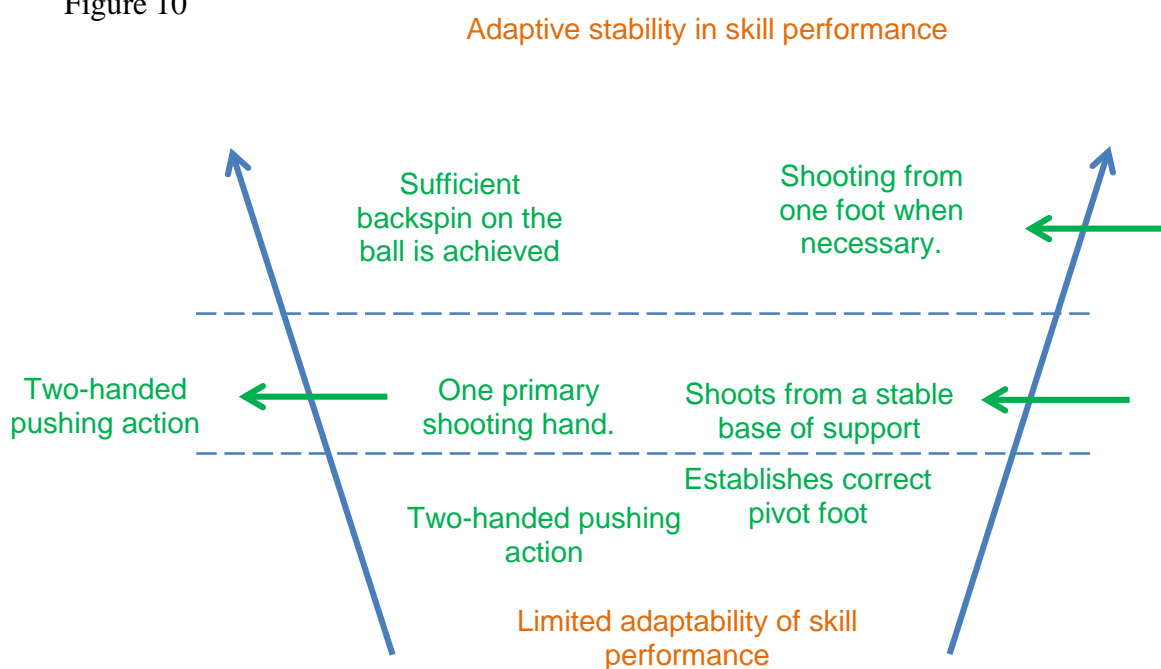 Figure 10
Adaptive stability in skill performance
Sufficient
backspin on the
ball is achieved
Shooting from
one foot when
necessary.
Two-handed
pushing action
One primary
shooting hand.
Shoots from a stable
base of support
Establishes correct
pivot foot
Two-handed pushing
action
Limited adaptability of skill
performance